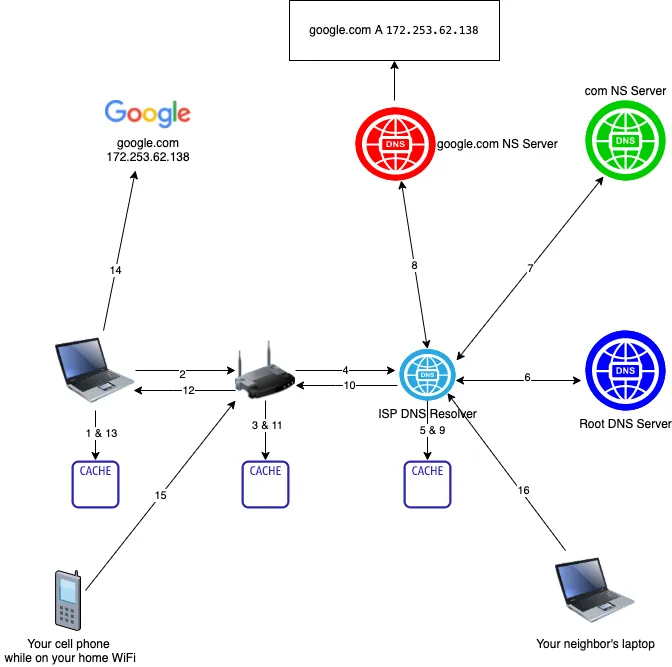 google.com A 172.253.62.138
com NS Server
Google
DNS
google.com NS Server
DNS
google.com
172.253.62.138
14
8
7
2
4
12
10
6
DNS
DNS
ISP DNS Resolver
Root DNS Server
1 & 13
3 & 11
5 & 9
CACHE
CACHE
CACHE
15
16
Your cell phone
while on your home WiFi
Your neighbor's laptop